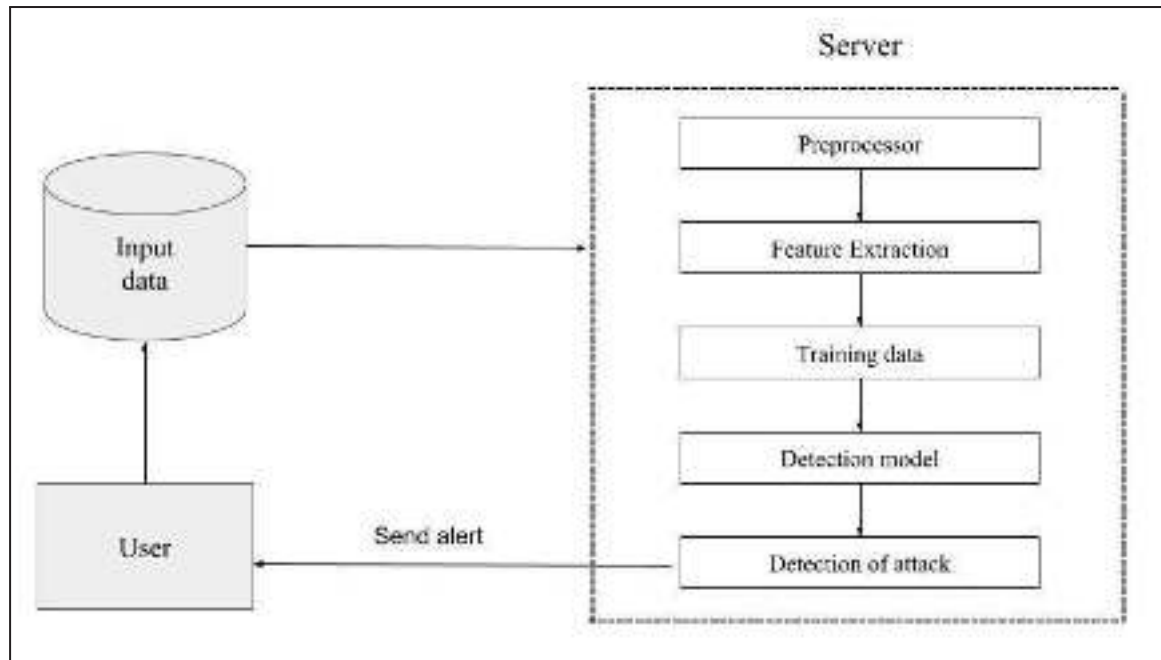 Server
Preprocessor
Input
data
Feature Extraction
Training data
Detection model
User
Send alert
Detection of attack